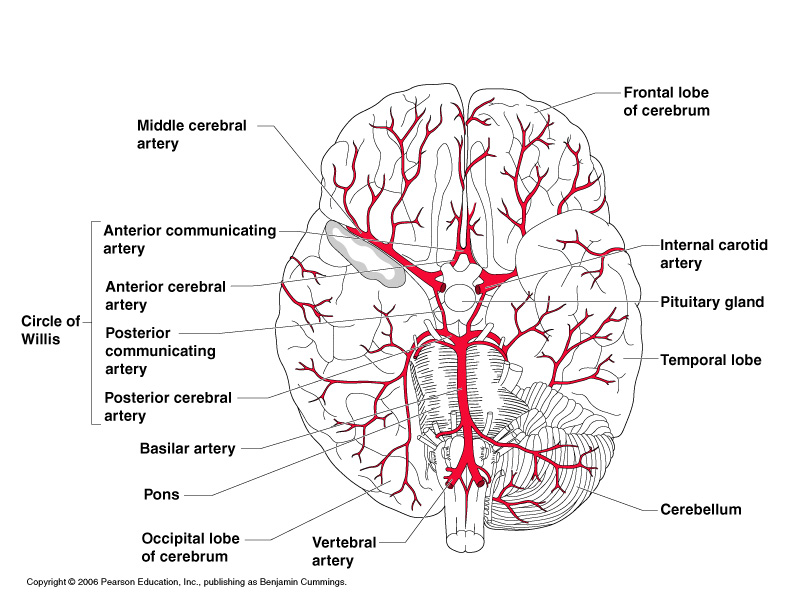 Frontal lobe
of cerebrum
Middle cerebral
artery
Anterior communicating
artery
Internal carotid
artery
Anterior cerebral
artery
Pituitary gland
Circle of
Willis
Posterior
communicating
artery
Temporal lobe
Posterior cerebral
artery
Basilar artery
Pons
Cerebellum
Occipital lobe
of cerebrum
Vertebral
artery
Copyright © 2006 Pearson Education, Inc., publishing as Benjamin Cummings.